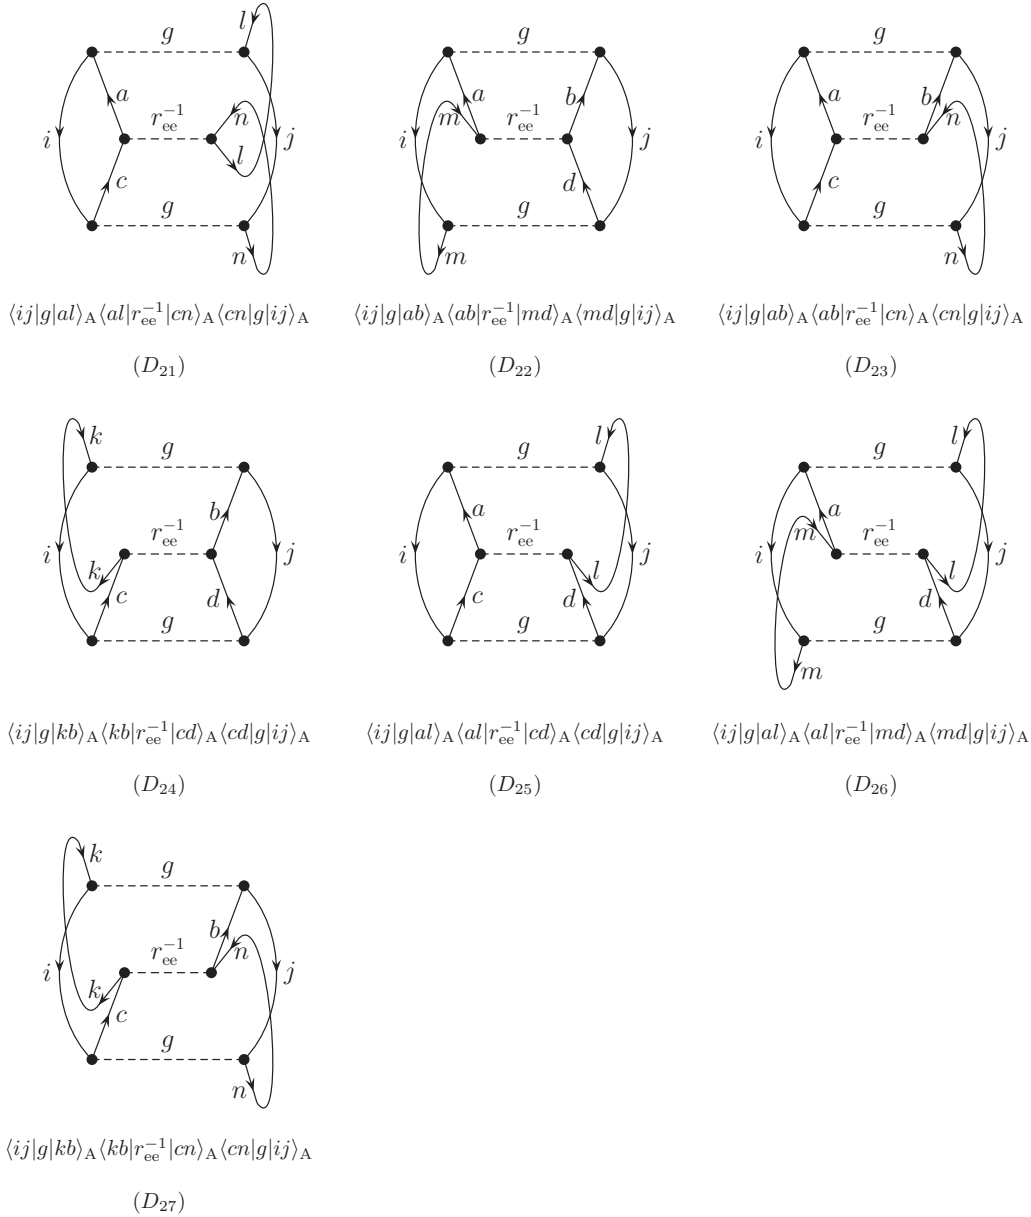 g l
a r_ee^{-1} n
i j
c l
g
n
⟨ij|g|al⟩_A⟨al|r_ee^{-1}|cn⟩_A⟨cn|g|ij⟩_A
(D_21)
g
m a r_ee^{-1} b
i j
d
g
m
⟨ij|g|ab⟩_A⟨ab|r_ee^{-1}|md⟩_A⟨md|g|ij⟩_A
(D_22)
g
a r_ee^{-1} b n
i j
c
g
n
⟨ij|g|ab⟩_A⟨ab|r_ee^{-1}|cn⟩_A⟨cn|g|ij⟩_A
(D_23)
k g
r_ee^{-1} b
i j
k c d
g
⟨ij|g|kb⟩_A⟨kb|r_ee^{-1}|cd⟩_A⟨cd|g|ij⟩_A
(D_24)
g l
a r_ee^{-1}
i j
c d l
g
⟨ij|g|al⟩_A⟨al|r_ee^{-1}|cd⟩_A⟨cd|g|ij⟩_A
(D_25)
g l
m a r_ee^{-1}
i j
d l
g
m
⟨ij|g|al⟩_A⟨al|r_ee^{-1}|md⟩_A⟨md|g|ij⟩_A
(D_26)
k g
r_ee^{-1} b n
i j
k c
g
n
⟨ij|g|kb⟩_A⟨kb|r_ee^{-1}|cn⟩_A⟨cn|g|ij⟩_A
(D_27)